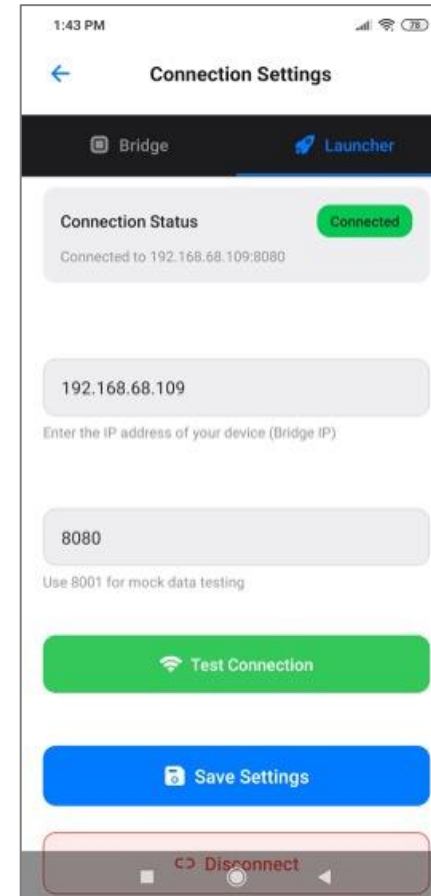 1:43 PM
78
Connection Settings
Bridge
Launcher
Connection Status
Connected
Connected to 192.168.68.109:8080
192.168.68.109
Enter the IP address of your device (Bridge IP)
8080
Use 8001 for mock data testing
Test Connection
Save Settings
Disconnect